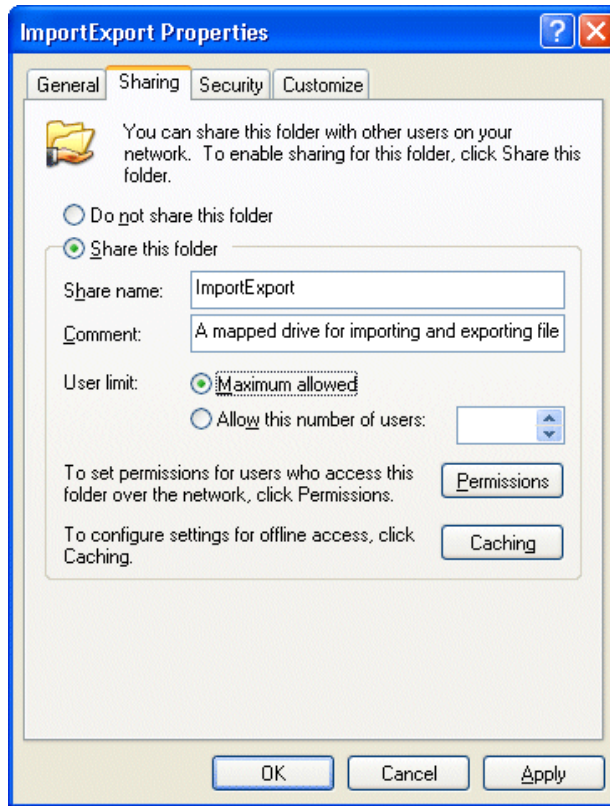 ImportExport Properties
General Sharing Security Customize
You can share this folder with other users on your
network. To enable sharing for this folder, click Share this
folder.
Do not share this folder
Share this folder
Share name: ImportExport
Comment: A mapped drive for importing and exporting file
User limit: Maximum allowed
Allow this number of users:
To set permissions for users who access this
folder over the network, click Permissions.
Permissions
To configure settings for offline access, click
Caching.
Caching
OK Cancel Apply